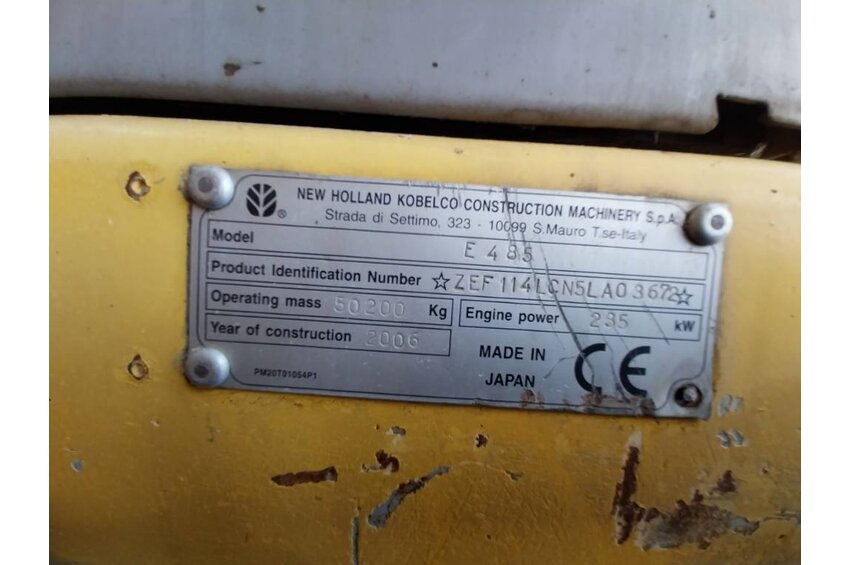 NEW HOLLAND KOBELCO CONSTRUCTION MACHINERY S.p.A.
Strada di Settimo, 323 - 10099 S.Mauro T.se-Italy
Model E 485
Product Identification Number ☆ZEF114LCN5LA03672☆
Operating mass 50200 Kg
Engine power 235 kW
Year of construction 2006
MADE IN
JAPAN
CE
PM20T01054P1
®